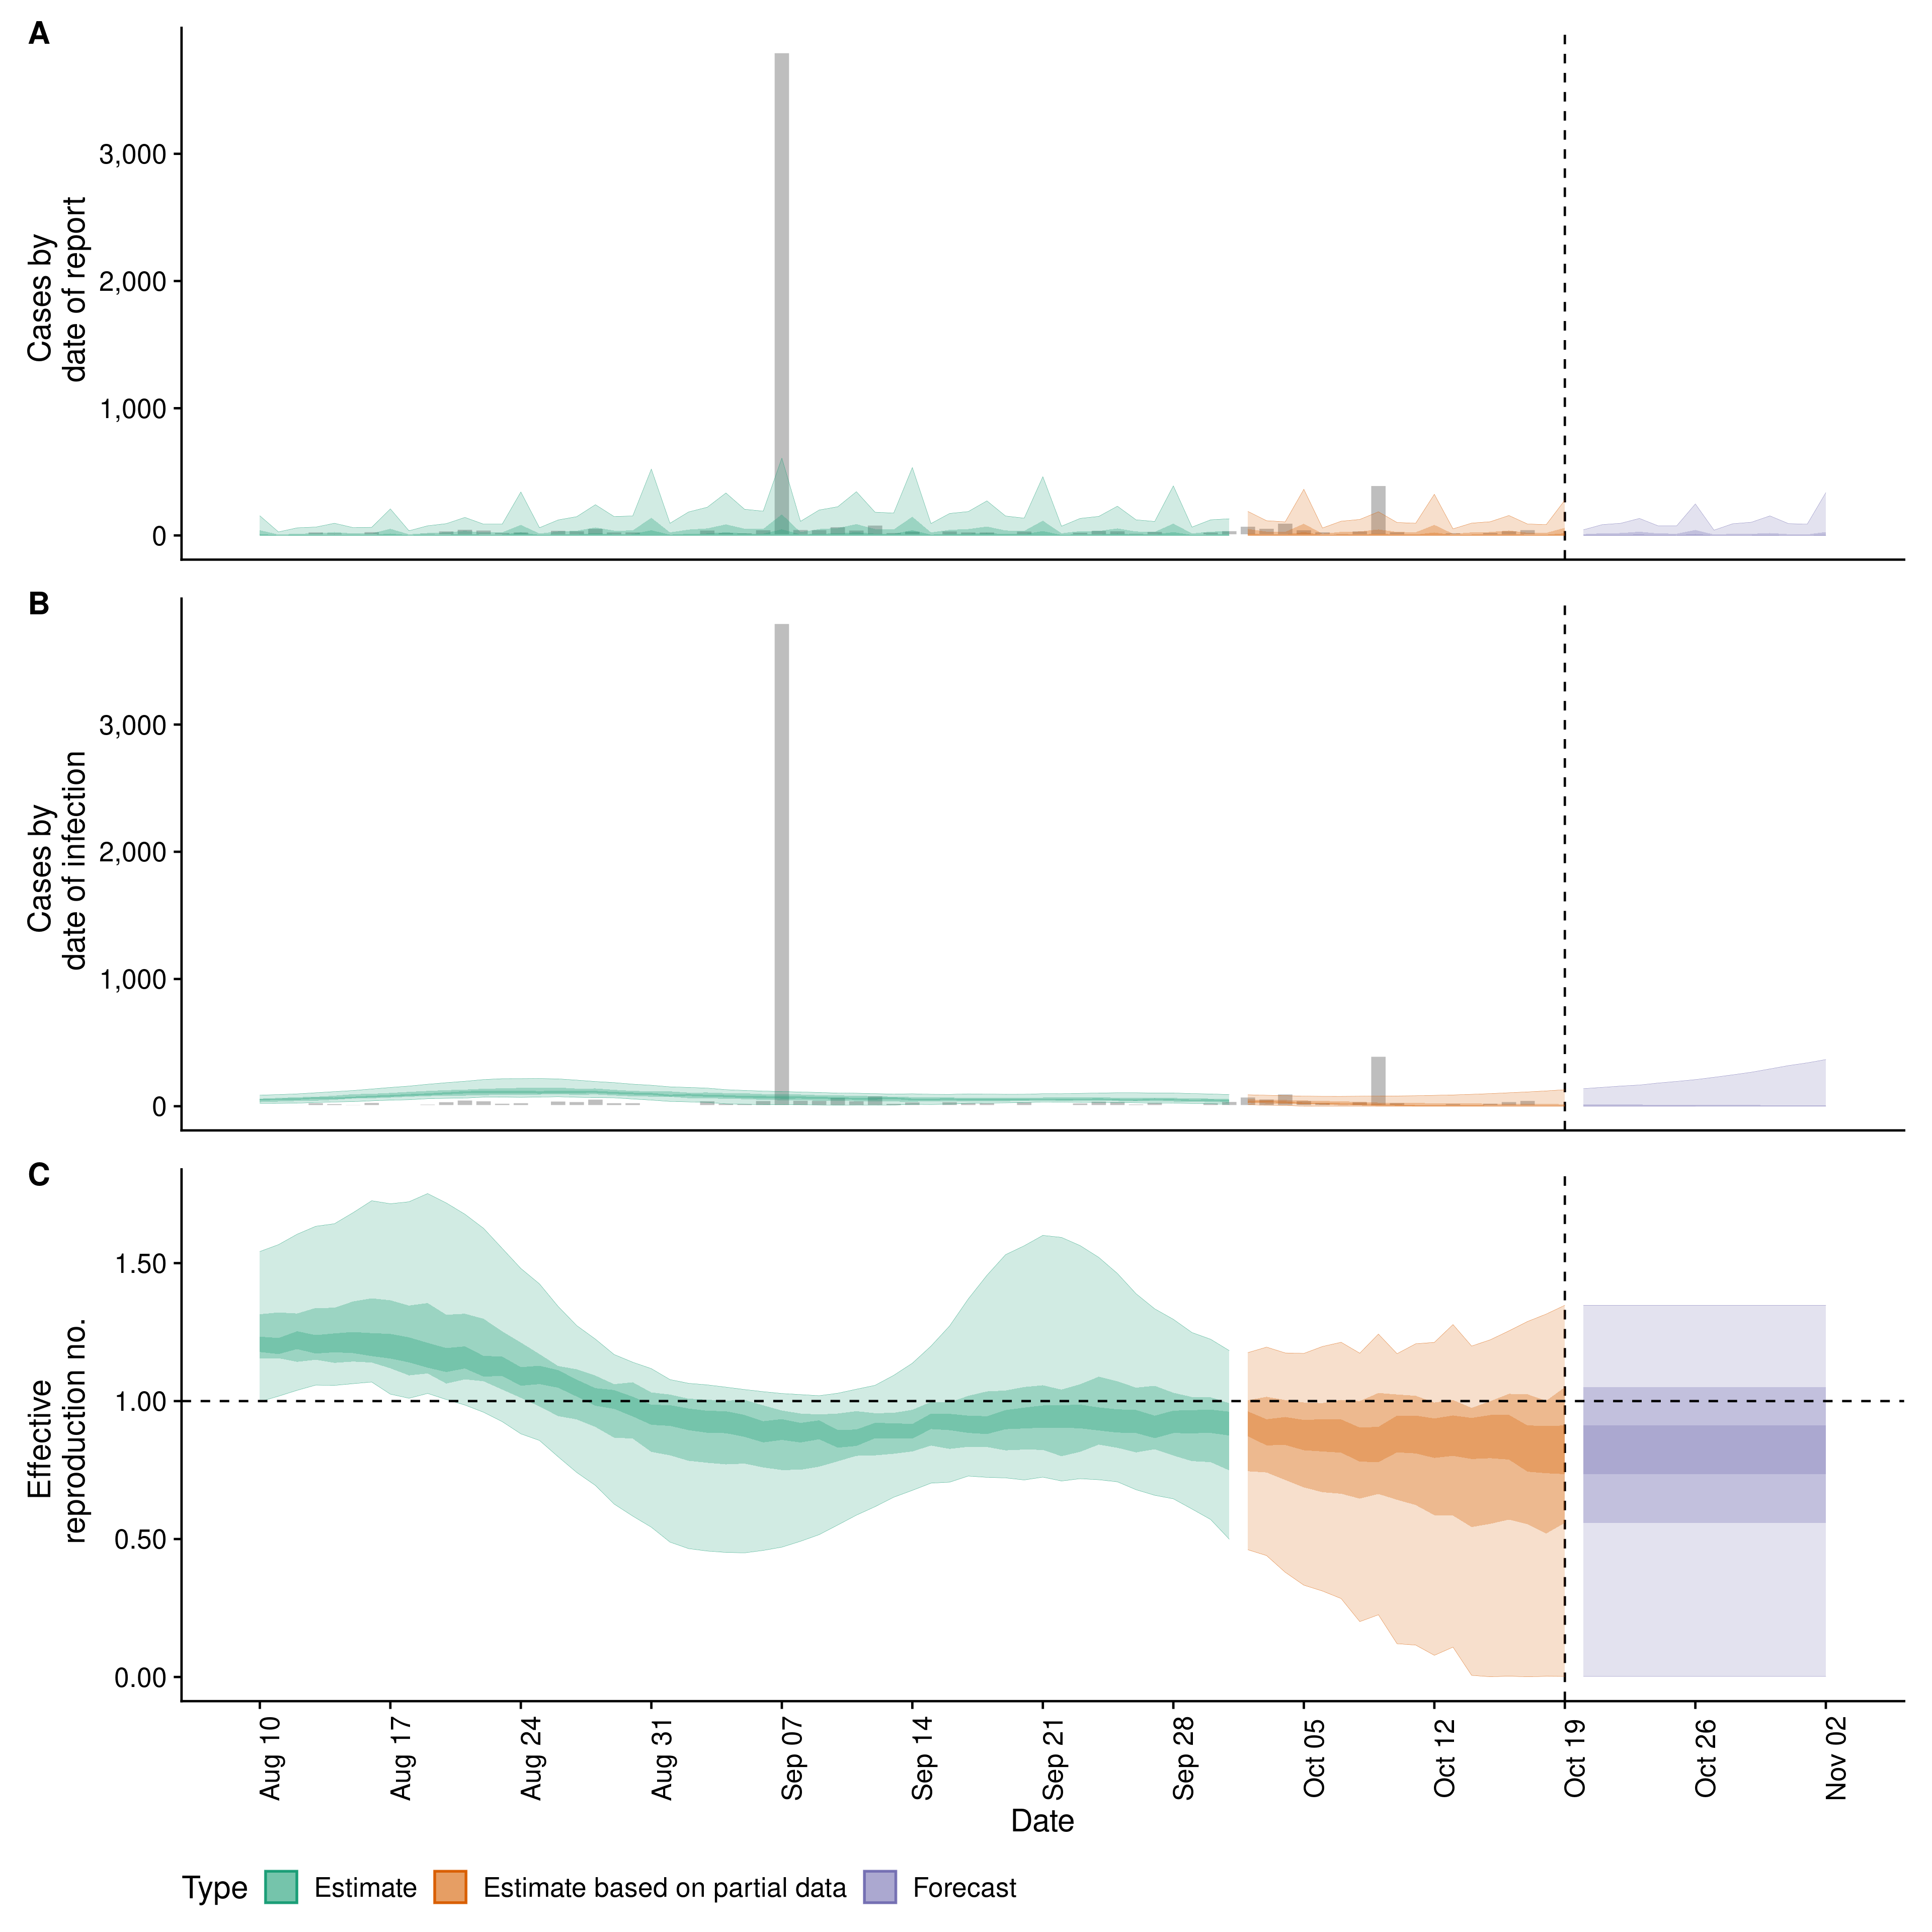 A
Cases by
date of report
3,000
2,000
1,000
0
B
Cases by
date of infection
3,000
2,000
1,000
0
C
Effective
reproduction no.
1.50
1.00
0.50
0.00
Aug 10
Aug 17
Aug 24
Aug 31
Sep 07
Sep 14
Sep 21
Sep 28
Oct 05
Oct 12
Oct 19
Oct 26
Nov 02
Date
Type Estimate Estimate based on partial data Forecast